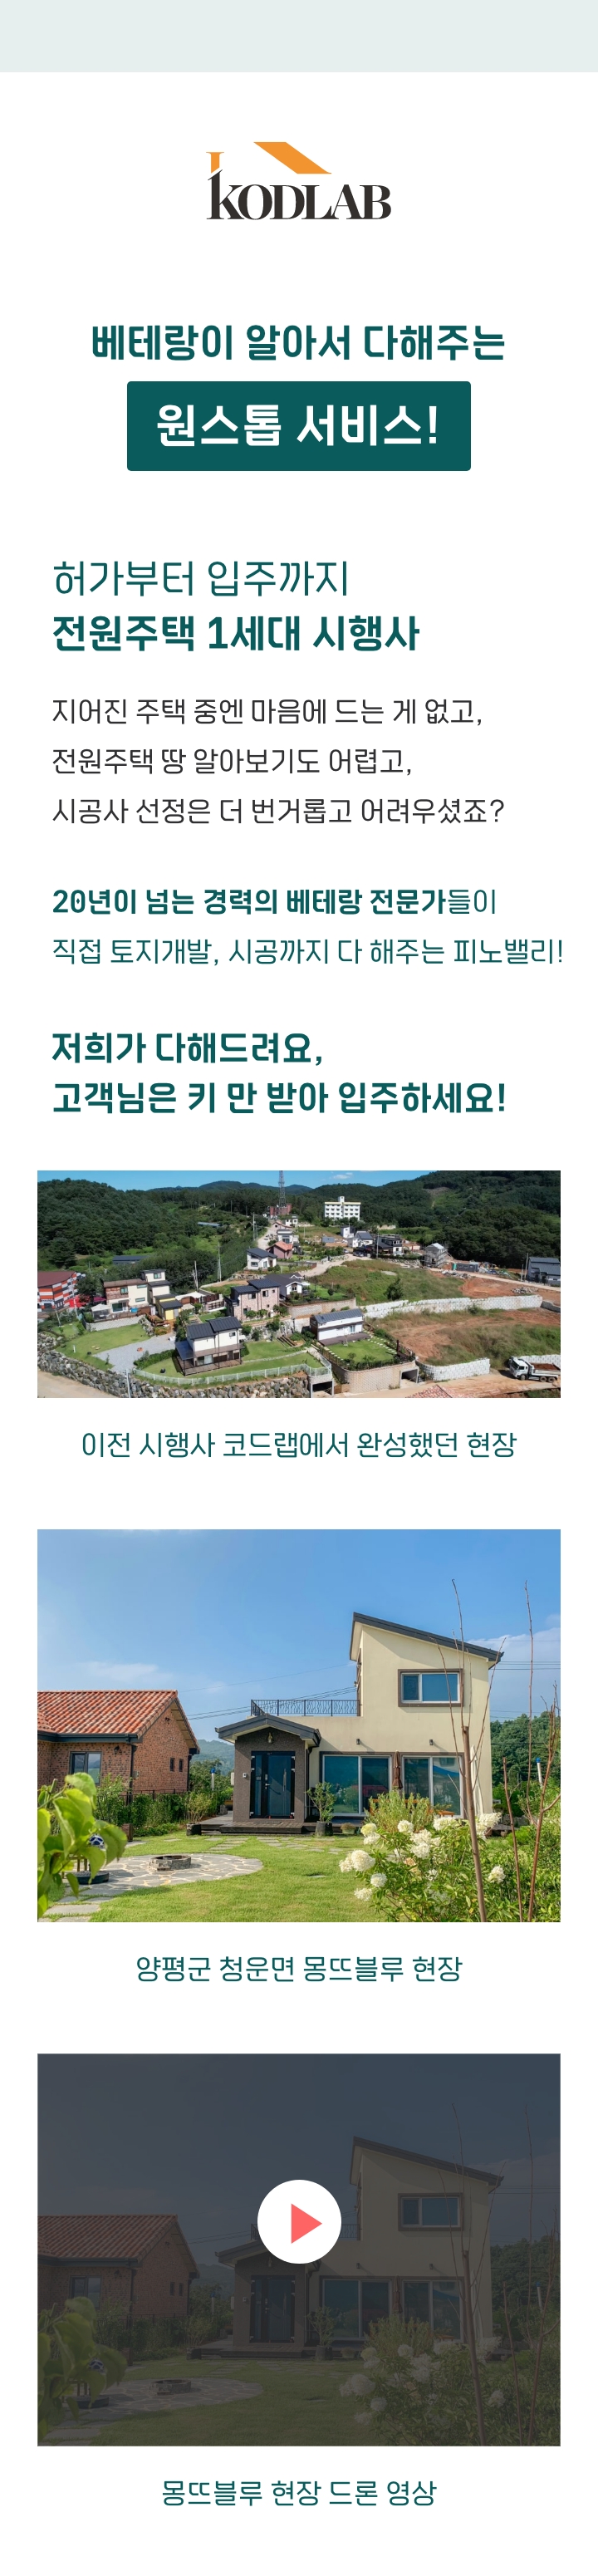 KODLAB
베테랑이 알아서 다해주는
원스톱 서비스!
허가부터 입주까지
전원주택 1세대 시행사
지어진 주택 중엔 마음에 드는 게 없고,
전원주택 땅 알아보기도 어렵고,
시공사 선정은 더 번거롭고 어려우셨죠?
20년이 넘는 경력의 베테랑 전문가들이
직접 토지개발, 시공까지 다 해주는 피노밸리!
저희가 다해드려요,
고객님은 키 만 받아 입주하세요!
이전 시행사 코드랩에서 완성했던 현장
양평군 청운면 몽뜨블루 현장
몽뜨블루 현장 드론 영상